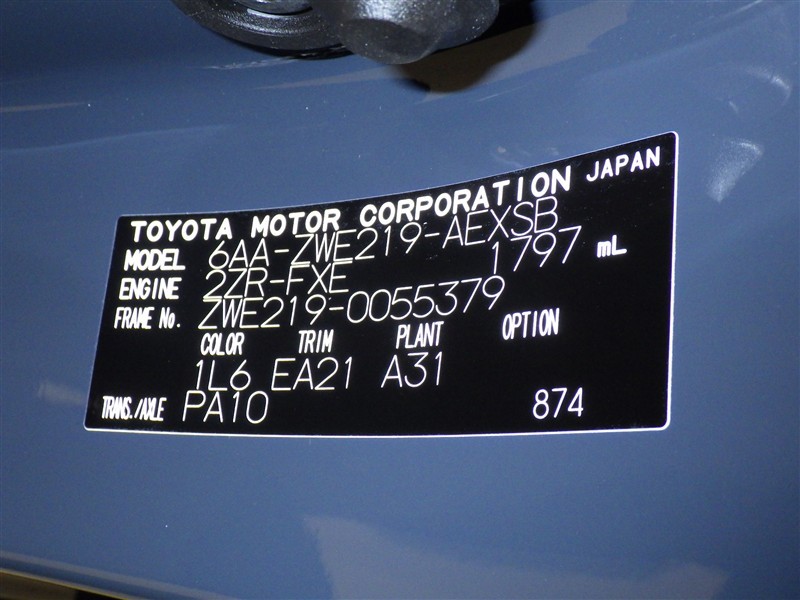 TOYOTA MOTOR CORPORATION JAPAN
MODEL 6AA-ZWE219-AEXSB
ENGINE 2ZR-FXE 1797 mL
FRAME No. ZWE219-0055379
COLOR TRIM PLANT OPTION
1L6 EA21 A31
TRANS./AXLE PA10 874